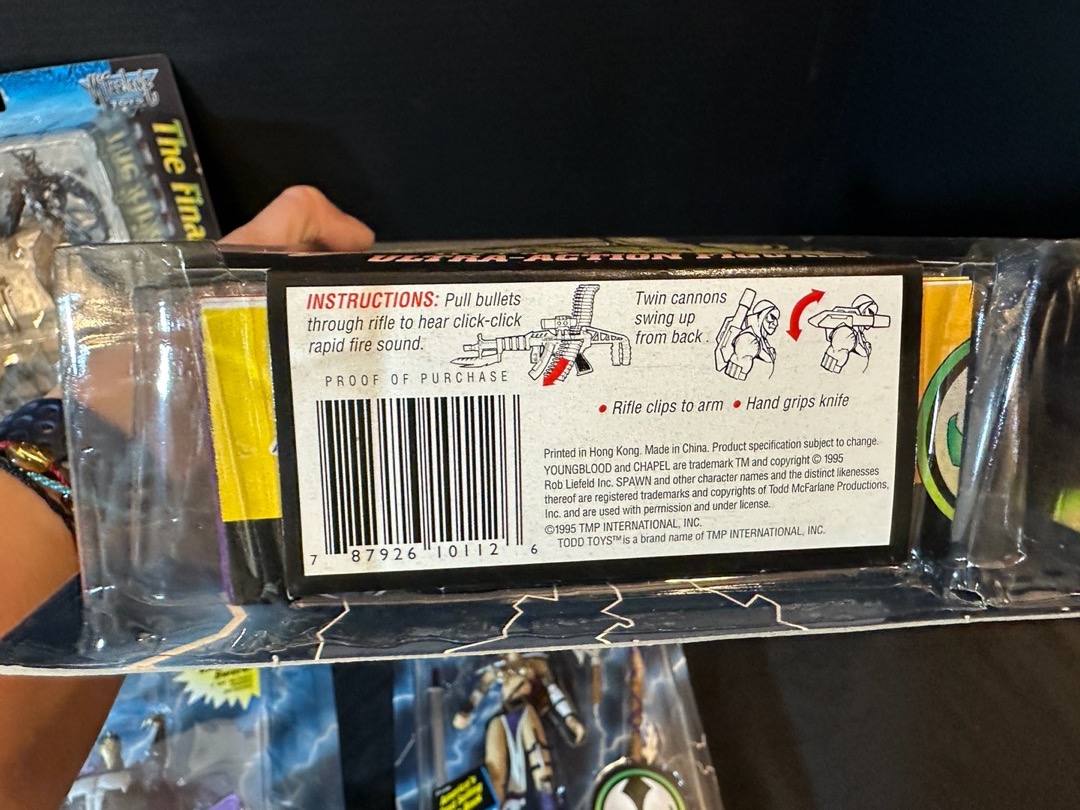 The Fina
ULTRA-ACTION FIGURES
INSTRUCTIONS: Pull bullets
through rifle to hear click-click
rapid fire sound.
Twin cannons
swing up
from back.
PROOF OF PURCHASE
• Rifle clips to arm • Hand grips knife
7 87926 10112 6
Printed in Hong Kong. Made in China. Product specification subject to change.
YOUNGBLOOD and CHAPEL are trademark TM and copyright © 1995
Rob Liefeld Inc. SPAWN and other character names and the distinct likenesses
thereof are registered trademarks and copyrights of Todd McFarlane Productions,
Inc. and are used with permission and under license.
©1995 TMP INTERNATIONAL, INC.
TODD TOYS™ is a brand name of TMP INTERNATIONAL, INC.